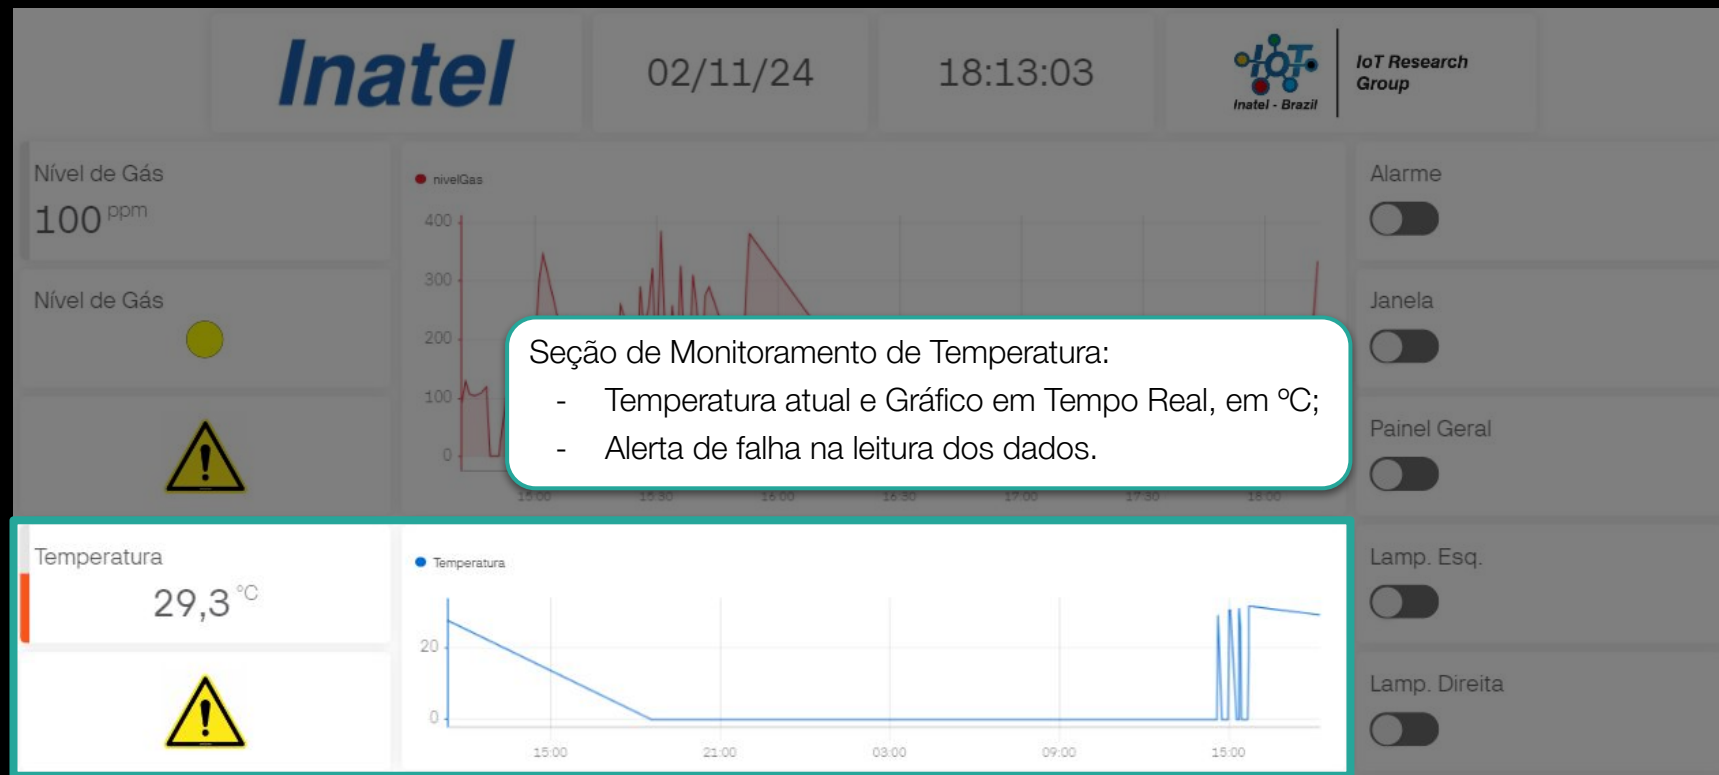 Inatel
02/11/24
18:13:03
IoT
Inatel - Brazil
IoT Research
Group
Nível de Gás
100 ppm
Nível de Gás
nivelGas
400
300
200
100
0
15:00
15:30
16:00
16:30
17:00
17:30
18:00
Seção de Monitoramento de Temperatura:
- Temperatura atual e Gráfico em Tempo Real, em ºC;
- Alerta de falha na leitura dos dados.
Alarme
Janela
Painel Geral
Lamp. Esq.
Lamp. Direita
Temperatura
29,3 °C
Temperatura
20
0
15:00
21:00
03:00
09:00
15:00